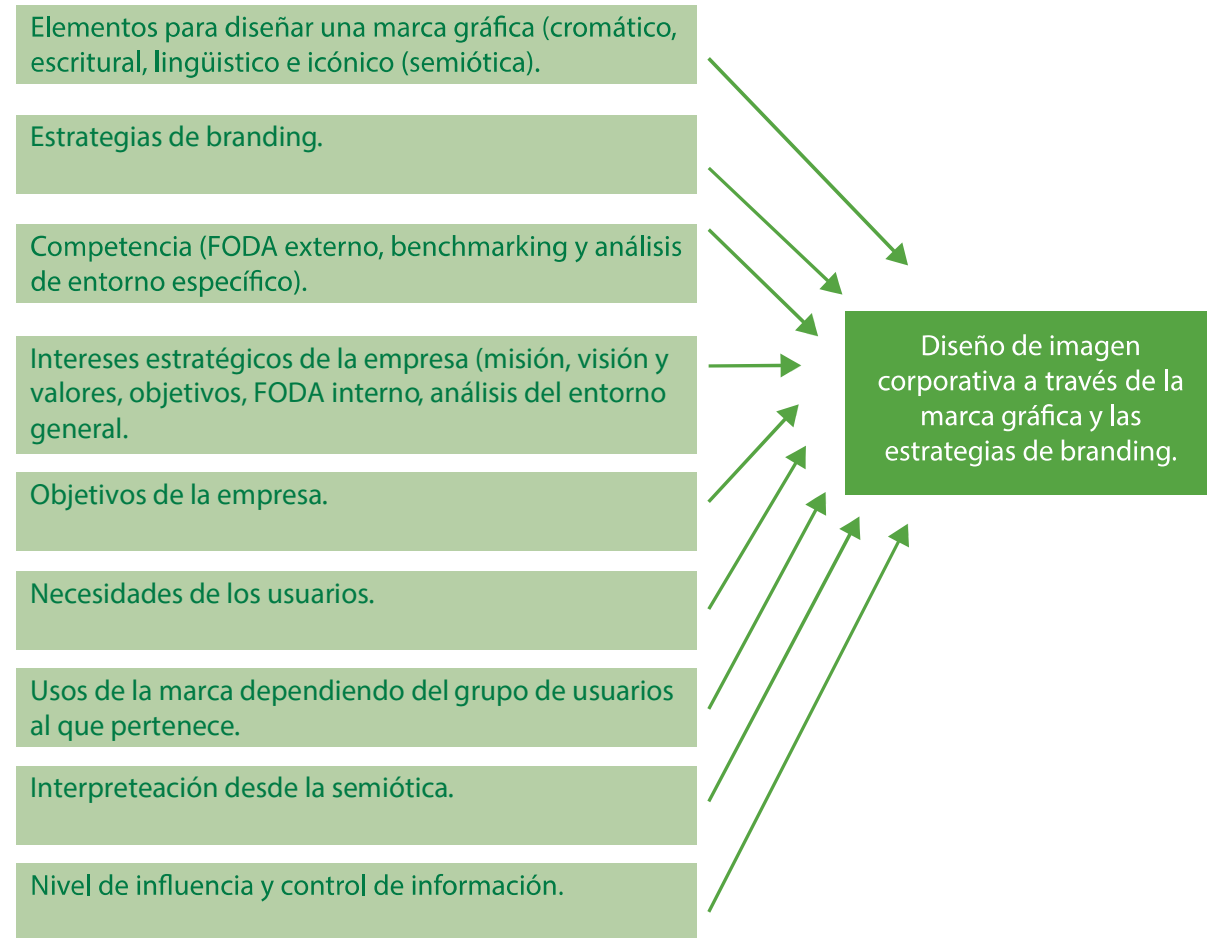 Elementos para diseñar una marca gráfica (cromático,
escritural, lingüistico e icónico (semiótica).
Estrategias de branding.
Competencia (FODA externo, benchmarking y análisis
de entorno específico).
Intereses estratégicos de la empresa (misión, visión y
valores, objetivos, FODA interno, análisis del entorno
general.
Objetivos de la empresa.
Necesidades de los usuarios.
Usos de la marca dependiendo del grupo de usuarios
al que pertenece.
Interpreteación desde la semiótica.
Nivel de influencia y control de información.
Diseño de imagen
corporativa a través de la
marca gráfica y las
estrategias de branding.